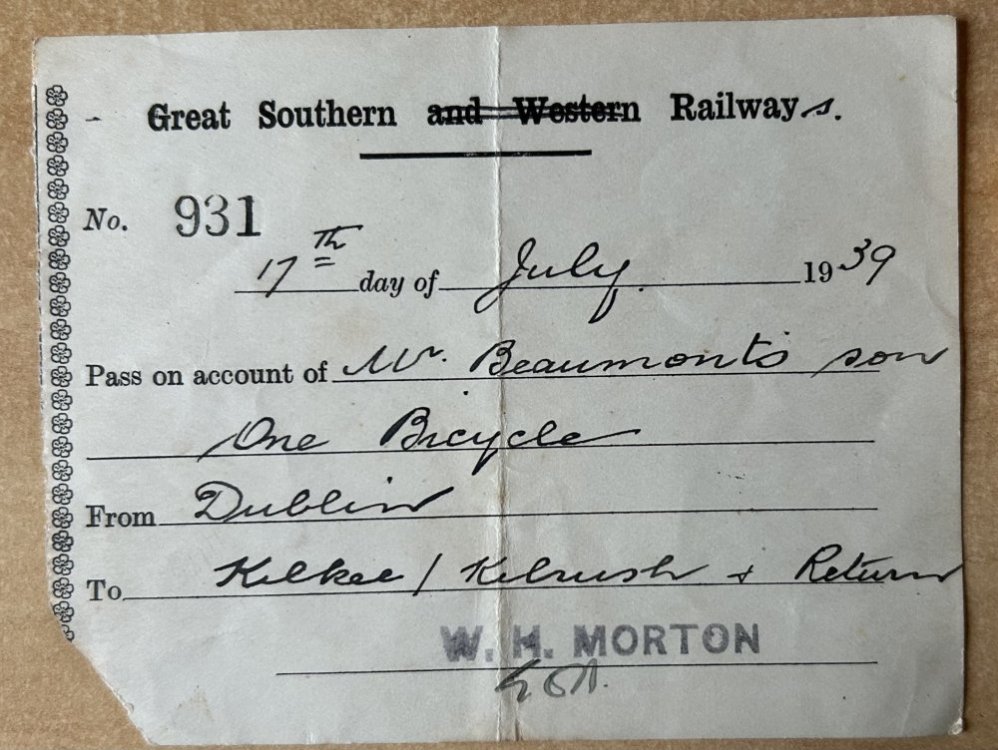 Great Southern and Western Railways.
No. 931
17th day of July 1939
Pass on account of Mr. Beaumont's son
One Bicycle
From Dublin
To Kilkee / Kilrush + Return
W. H. MORTON